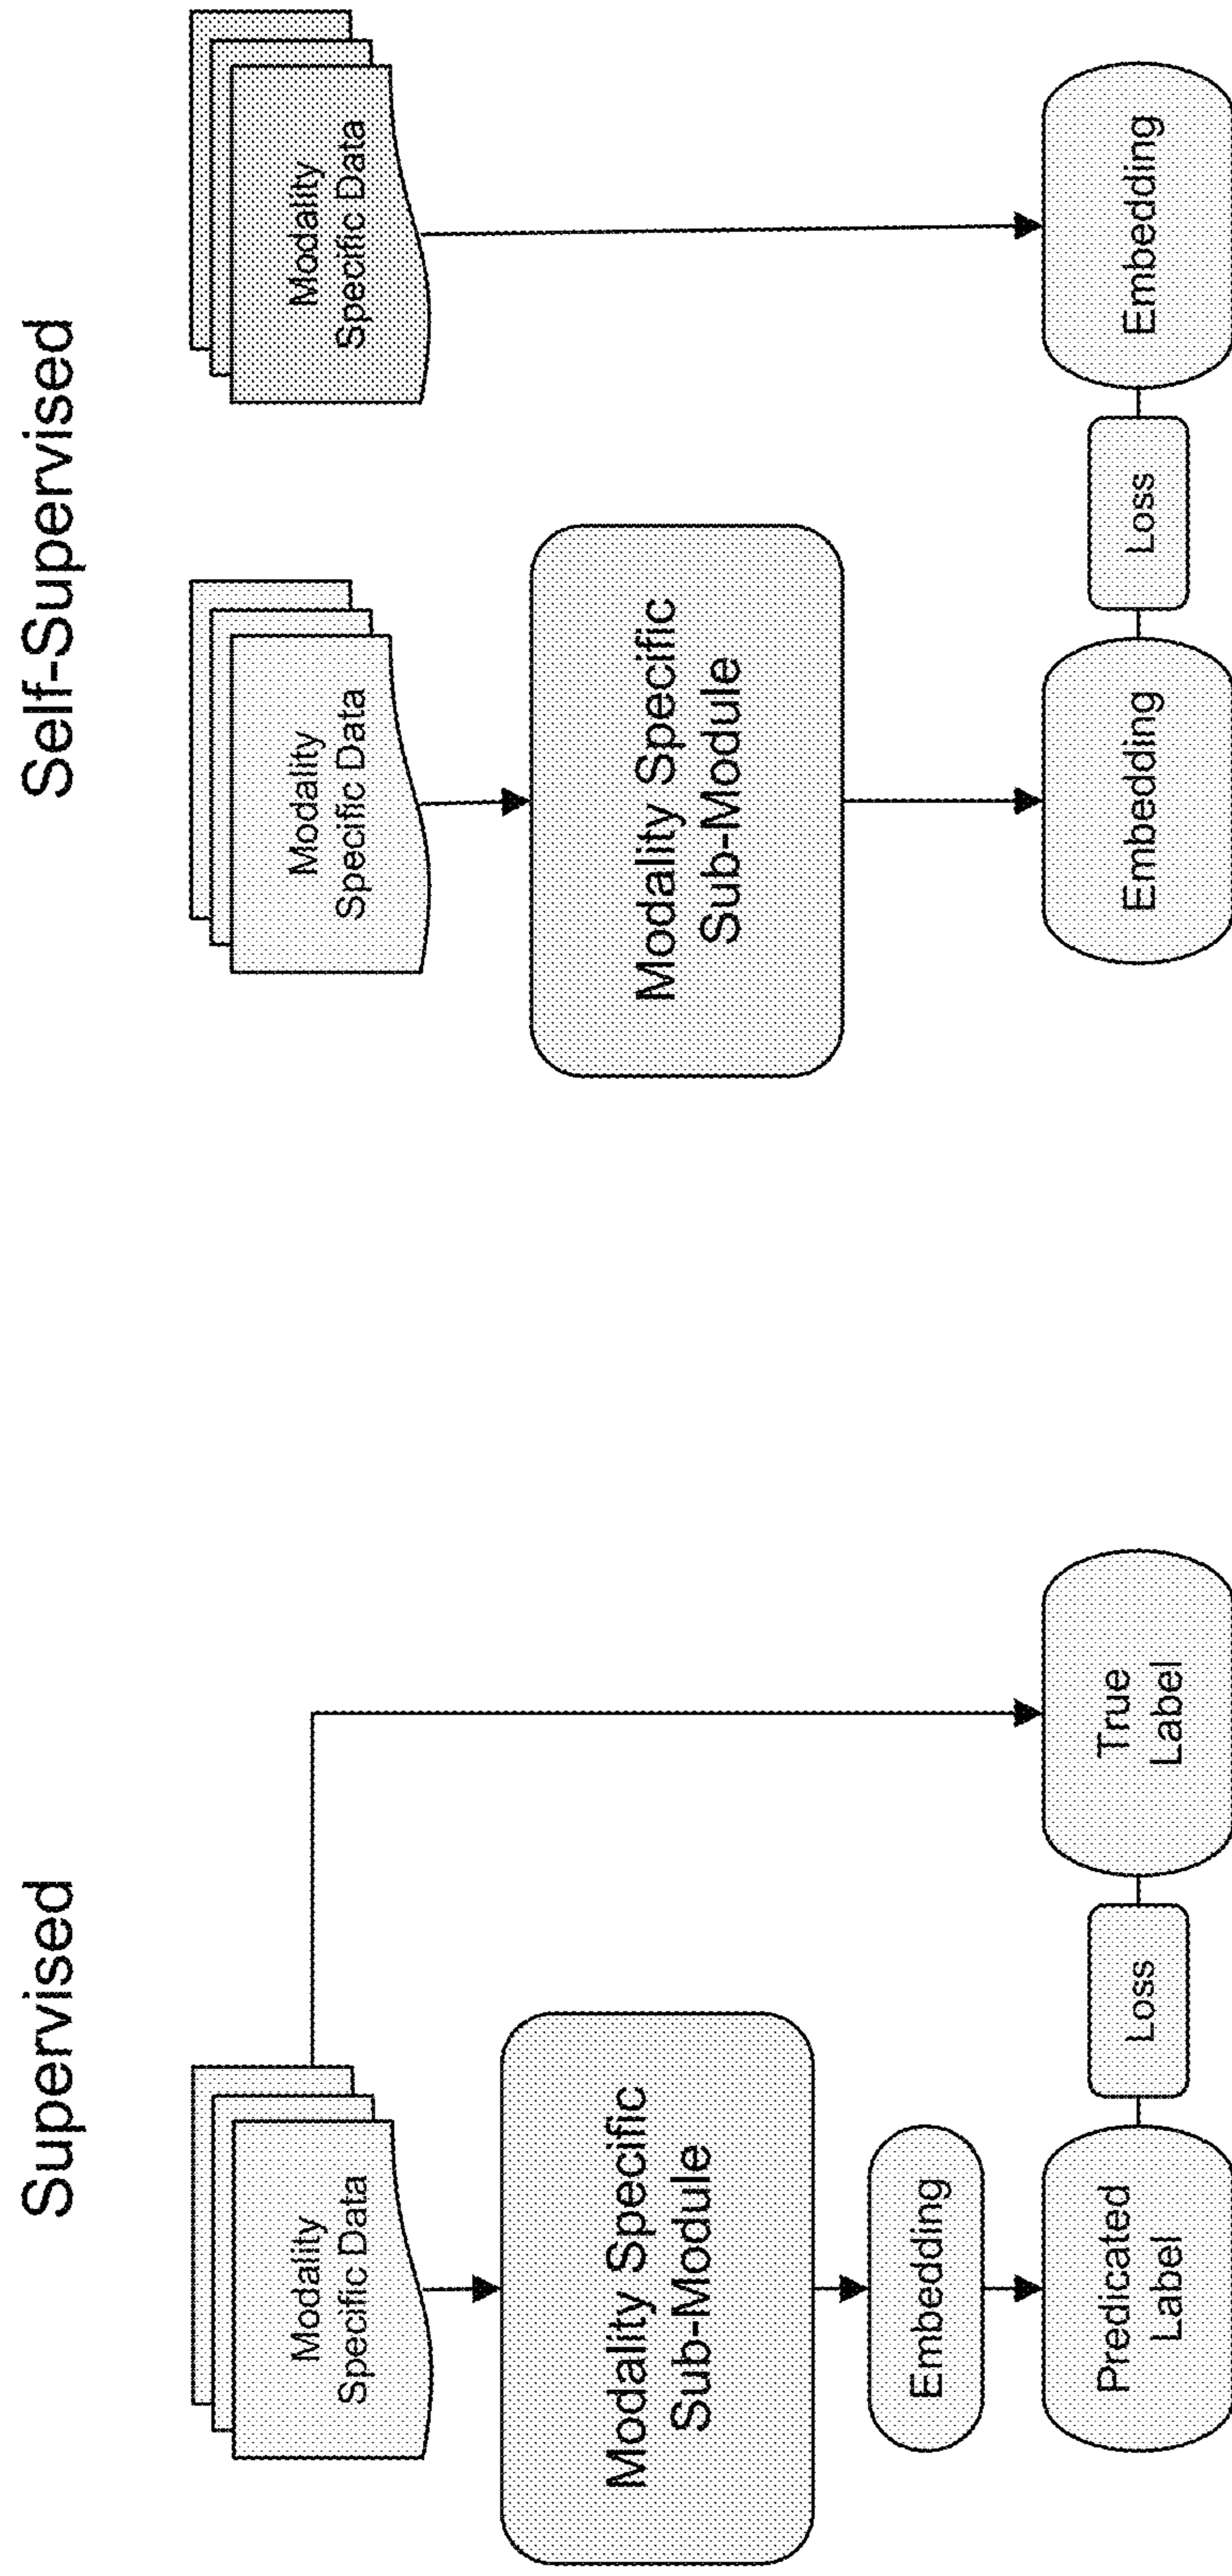 Supervised
Modality
Specific Data
Modality Specific
Sub-Module
Embedding
Predicated
Label
Loss
True
Label
Self-Supervised
Modality
Specific Data
Modality Specific
Sub-Module
Embedding
Loss
Modality
Specific Data
Embedding